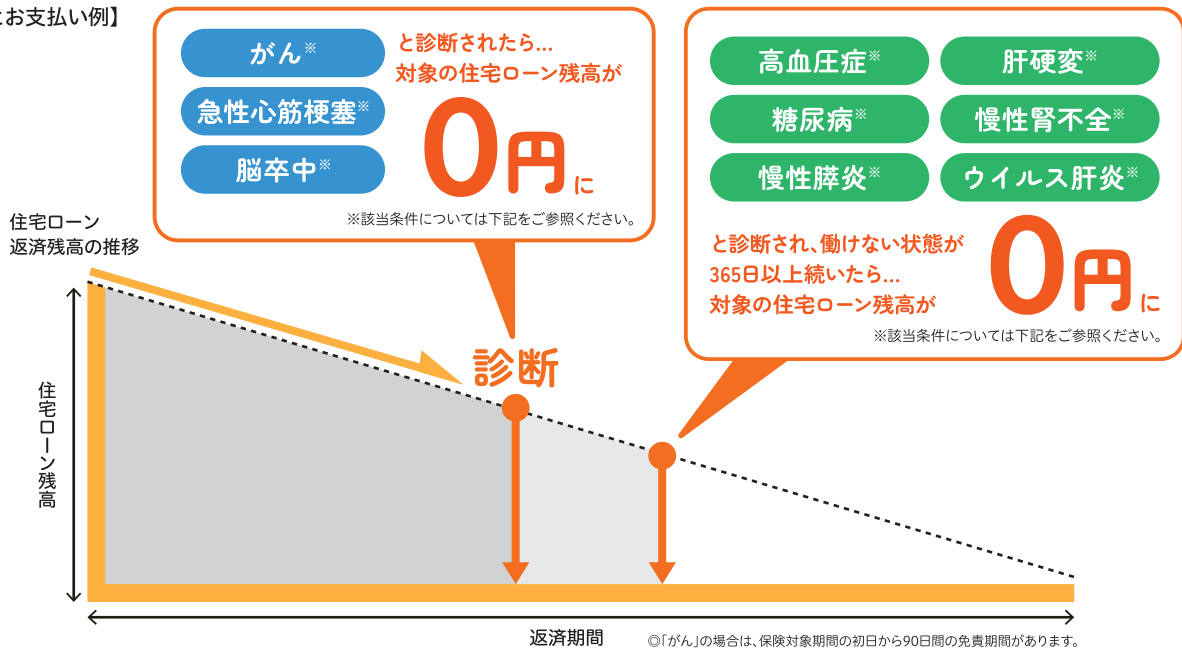 とお支払い例】
がん※
急性心筋梗塞※
脳卒中※
と診断されたら…
対象の住宅ローン残高が
0円に
※該当条件については下記をご参照ください。
高血圧症※
肝硬変※
糖尿病※
慢性腎不全※
慢性膵炎※
ウイルス肝炎※
と診断され、働けない状態が
365日以上続いたら…
対象の住宅ローン残高が
0円に
※該当条件については下記をご参照ください。
住宅ローン
返済残高の推移
診断
住宅ローン残高
返済期間
◎「がん」の場合は、保険対象期間の初日から90日間の免責期間があります。